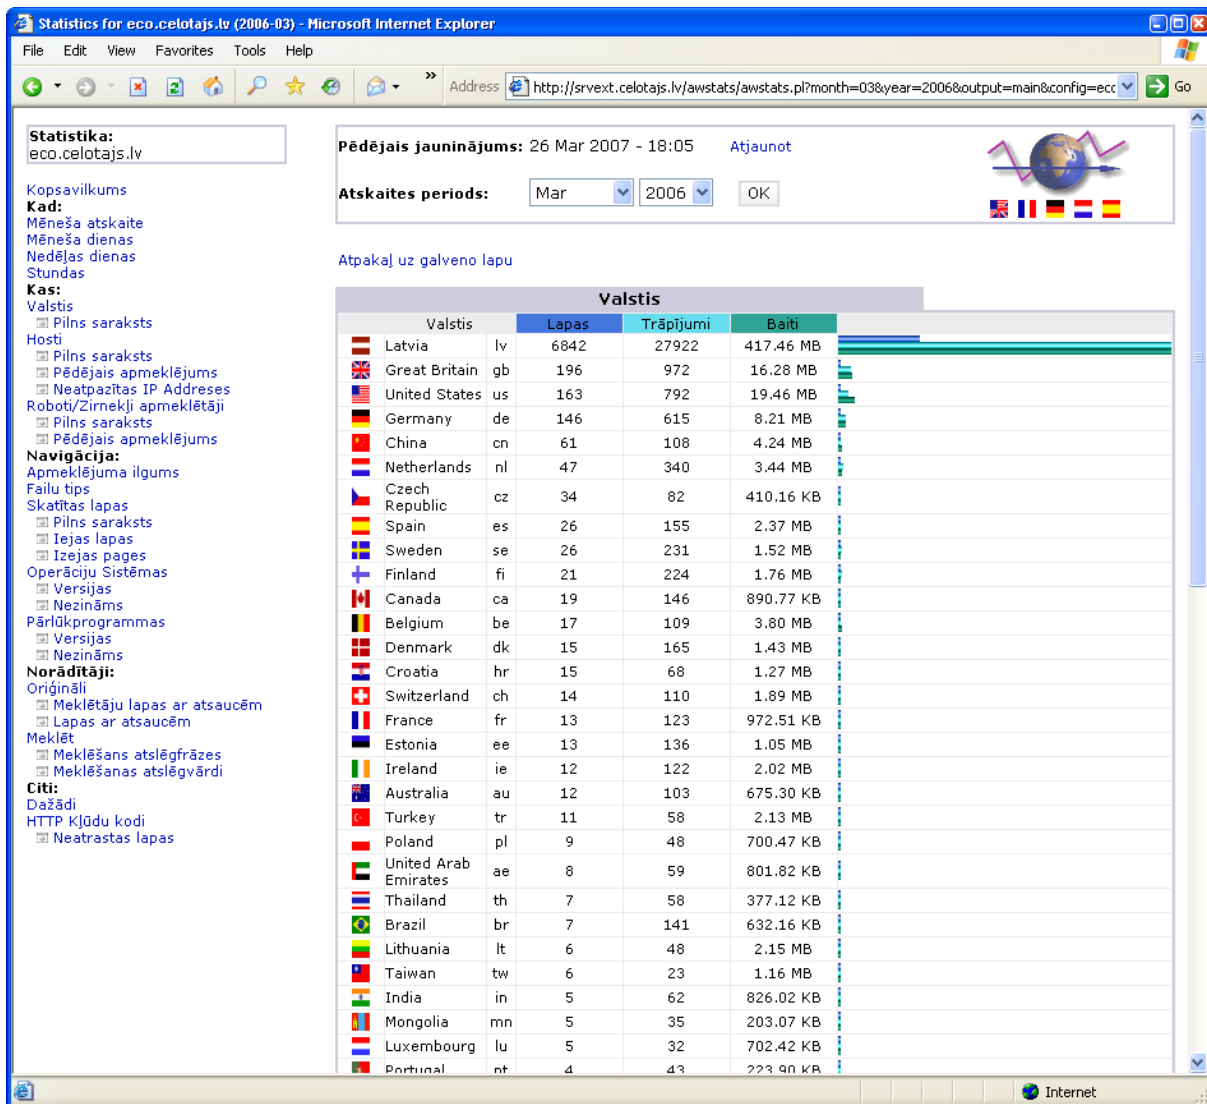 Statistics for eco.celotajs.lv (2006-03) - Microsoft Internet Explorer
File Edit View Favorites Tools Help
» Address http://srvext.celotajs.lv/awstats/awstats.pl?month=03&year=2006&output=main&config=ecc Go
Statistika:
eco.celotajs.lv
Kopsavilkums
Kad:
Mēneša atskaite
Mēneša dienas
Nedēļas dienas
Stundas
Kas:
Valstis
Pilns saraksts
Hosti
Pilns saraksts
Pēdējais apmeklējums
Neatpazītas IP Addreses
Roboti/Zirnekļi apmeklētāji
Pilns saraksts
Pēdējais apmeklējums
Navigācija:
Apmeklējuma ilgums
Failu tips
Skatītas lapas
Pilns saraksts
Iejas lapas
Izejas pages
Operāciju Sistēmas
Versijas
Nezināms
Pārlūkprogrammas
Versijas
Nezināms
Norādītāji:
Oriģināli
Meklētāju lapas ar atsaucēm
Lapas ar atsaucēm
Meklēt
Meklēšans atslēgfrāzes
Meklēšanas atslēgvārdi
Citi:
Dažādi
HTTP Kļūdu kodi
Neatrastas lapas
Pēdējais jauninājums: 26 Mar 2007 - 18:05 Atjaunot
Atskaites periods: Mar 2006 OK
Atpakaļ uz galveno lapu
Valstis
Valstis Lapas Trāpījumi Baiti
Latvia lv 6842 27922 417.46 MB
Great Britain gb 196 972 16.28 MB
United States us 163 792 19.46 MB
Germany de 146 615 8.21 MB
China cn 61 108 4.24 MB
Netherlands nl 47 340 3.44 MB
Czech
Republic cz 34 82 410.16 KB
Spain es 26 155 2.37 MB
Sweden se 26 231 1.52 MB
Finland fi 21 224 1.76 MB
Canada ca 19 146 890.77 KB
Belgium be 17 109 3.80 MB
Denmark dk 15 165 1.43 MB
Croatia hr 15 68 1.27 MB
Switzerland ch 14 110 1.89 MB
France fr 13 123 972.51 KB
Estonia ee 13 136 1.05 MB
Ireland ie 12 122 2.02 MB
Australia au 12 103 675.30 KB
Turkey tr 11 58 2.13 MB
Poland pl 9 48 700.47 KB
United Arab
Emirates ae 8 59 801.82 KB
Thailand th 7 58 377.12 KB
Brazil br 7 141 632.16 KB
Lithuania lt 6 48 2.15 MB
Taiwan tw 6 23 1.16 MB
India in 5 62 826.02 KB
Mongolia mn 5 35 203.07 KB
Luxembourg lu 5 32 702.42 KB
Portugal pt 4 43 223.90 KB
Internet